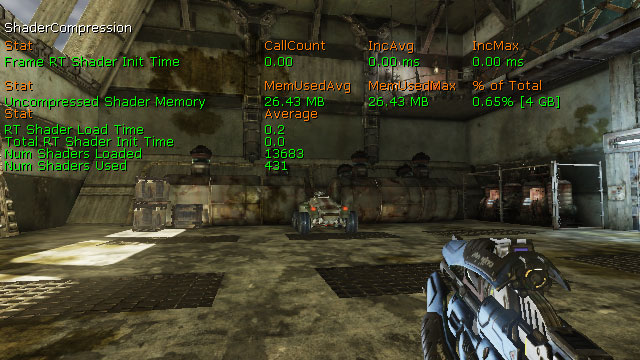 ShaderCompression
Stat CallCount IncAvg IncMax
Frame RT Shader Init Time 0.00 0.00 ms 0.00 ms
Stat MemUsedAvg MemUsedMax % of Total
Uncompressed Shader Memory 26.43 MB 26.43 MB 0.65% [4 GB]
Stat Average
RT Shader Load Time 0.2
Total RT Shader Init Time 0.0
Num Shaders Loaded 13683
Num Shaders Used 431